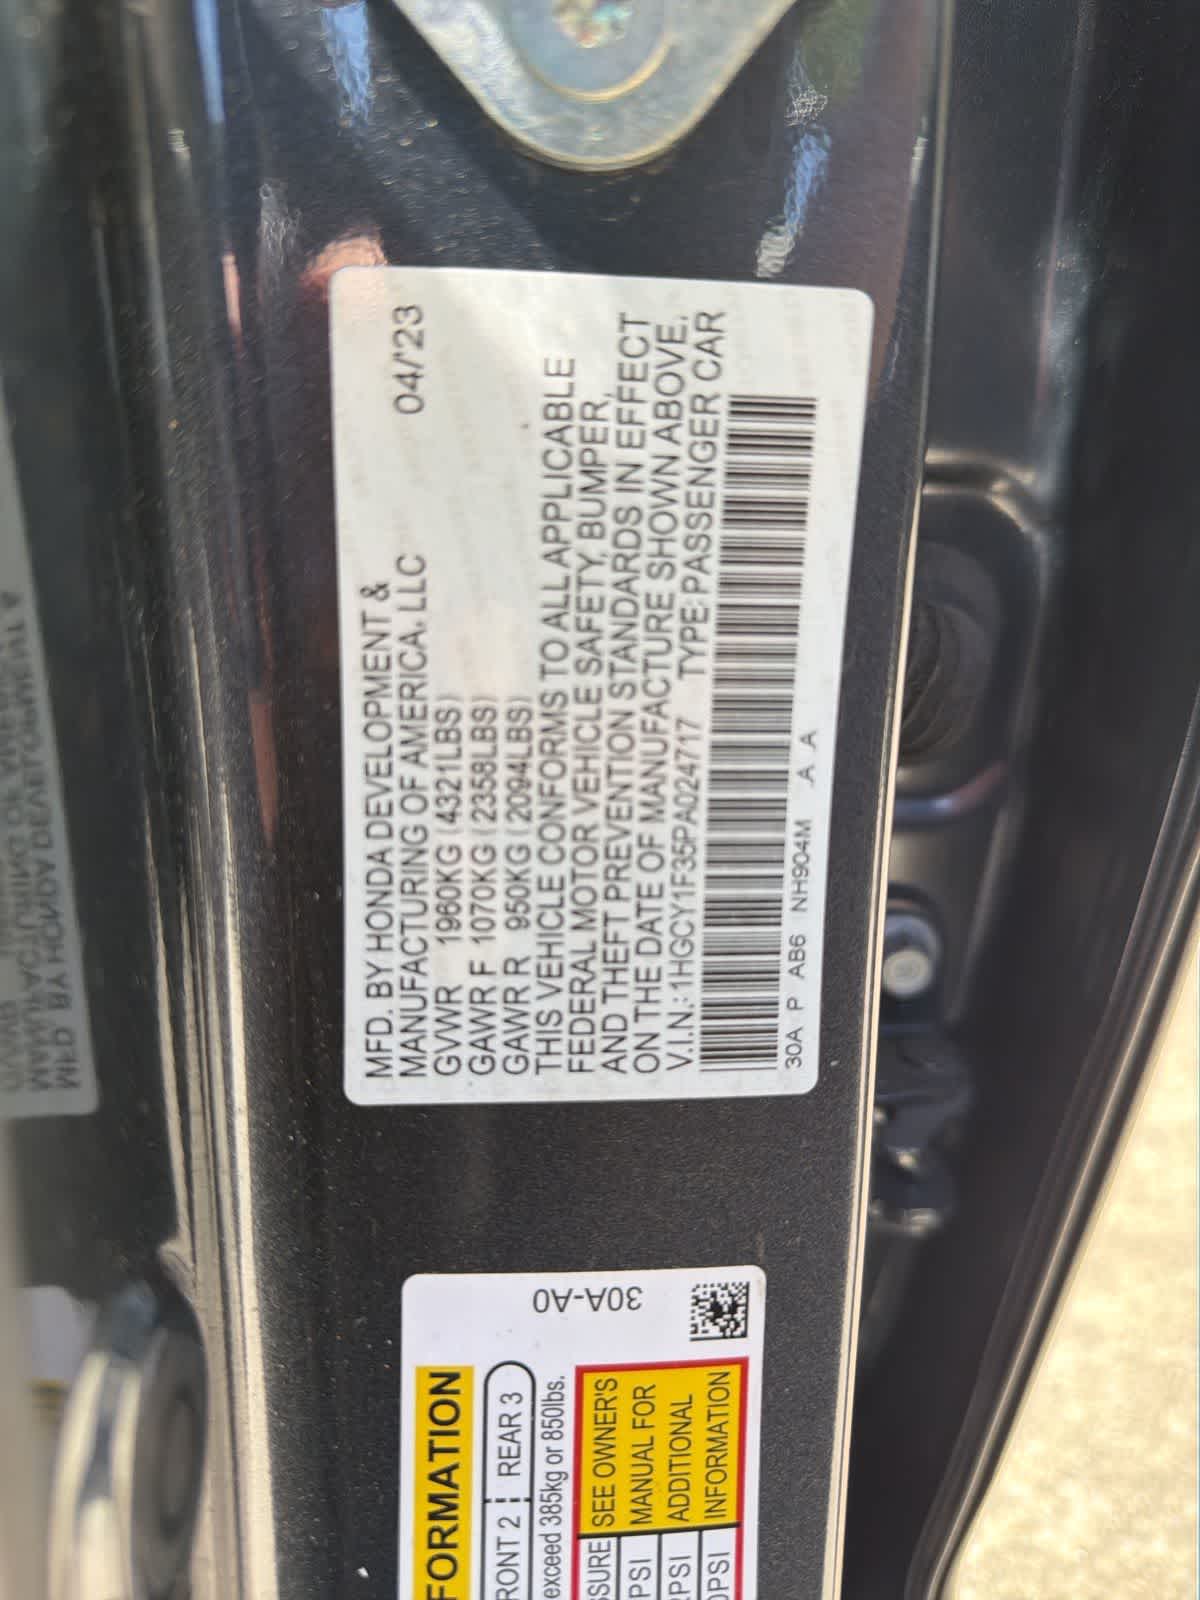 MFD. BY HONDA DEVELOPMENT &
MANUFACTURING OF AMERICA. LLC 04/'23
GVWR 1960KG (4321LBS)
GAWR F 1070KG (2358LBS)
GAWR R 950KG (2094LBS)
THIS VEHICLE CONFORMS TO ALL APPLICABLE
FEDERAL MOTOR VEHICLE SAFETY, BUMPER,
AND THEFT PREVENTION STANDARDS IN EFFECT
ON THE DATE OF MANUFACTURE SHOWN ABOVE.
V.I.N.:1HGCY1F35PA024717 TYPE:PASSENGER CAR
30A P AB6 NH904M A A
FORMATION
RONT 2 REAR 3
exceed 385kg or 850lbs.
SSURE SEE OWNER'S
PSI MANUAL FOR
PSI ADDITIONAL
PSI INFORMATION
30A-A0